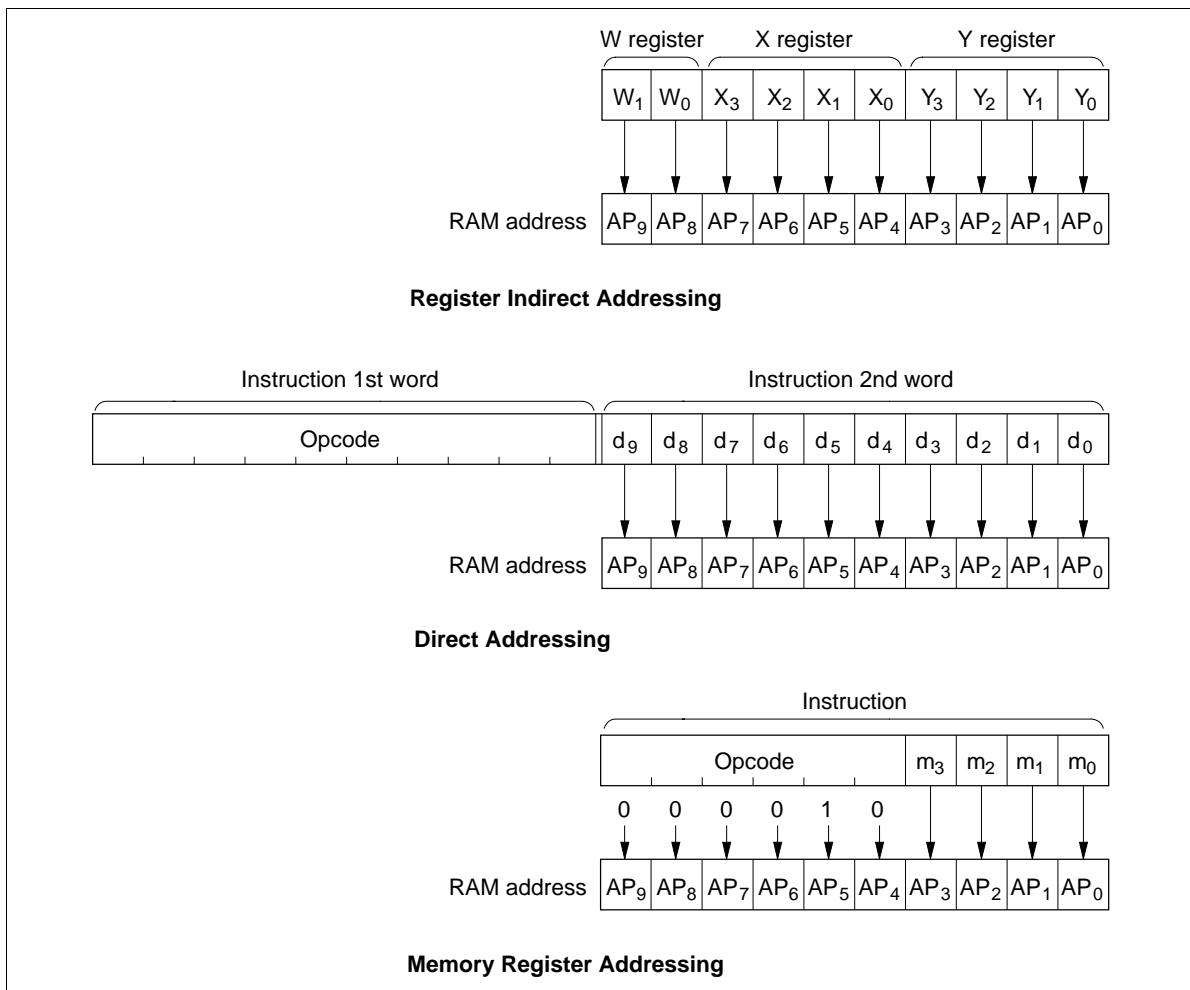 W register X register Y register
W1 W0 X3 X2 X1 X0 Y3 Y2 Y1 Y0
RAM address AP9 AP8 AP7 AP6 AP5 AP4 AP3 AP2 AP1 AP0
Register Indirect Addressing
Instruction 1st word Instruction 2nd word
Opcode d9 d8 d7 d6 d5 d4 d3 d2 d1 d0
RAM address AP9 AP8 AP7 AP6 AP5 AP4 AP3 AP2 AP1 AP0
Direct Addressing
Instruction
Opcode m3 m2 m1 m0
0 0 0 0 1 0
RAM address AP9 AP8 AP7 AP6 AP5 AP4 AP3 AP2 AP1 AP0
Memory Register Addressing